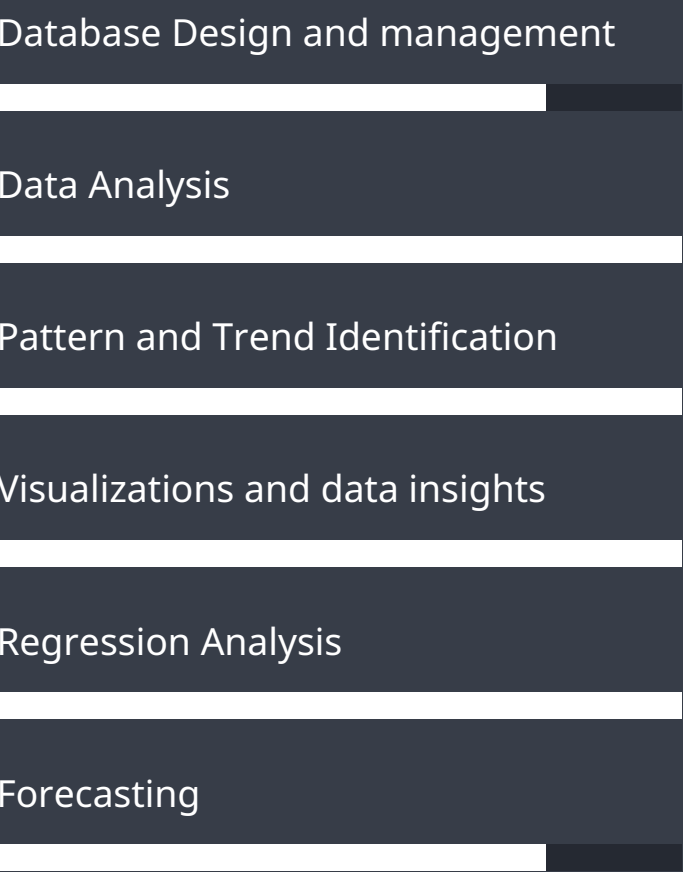 Database Design and management
Data Analysis
Pattern and Trend Identification
Visualizations and data insights
Regression Analysis
Forecasting